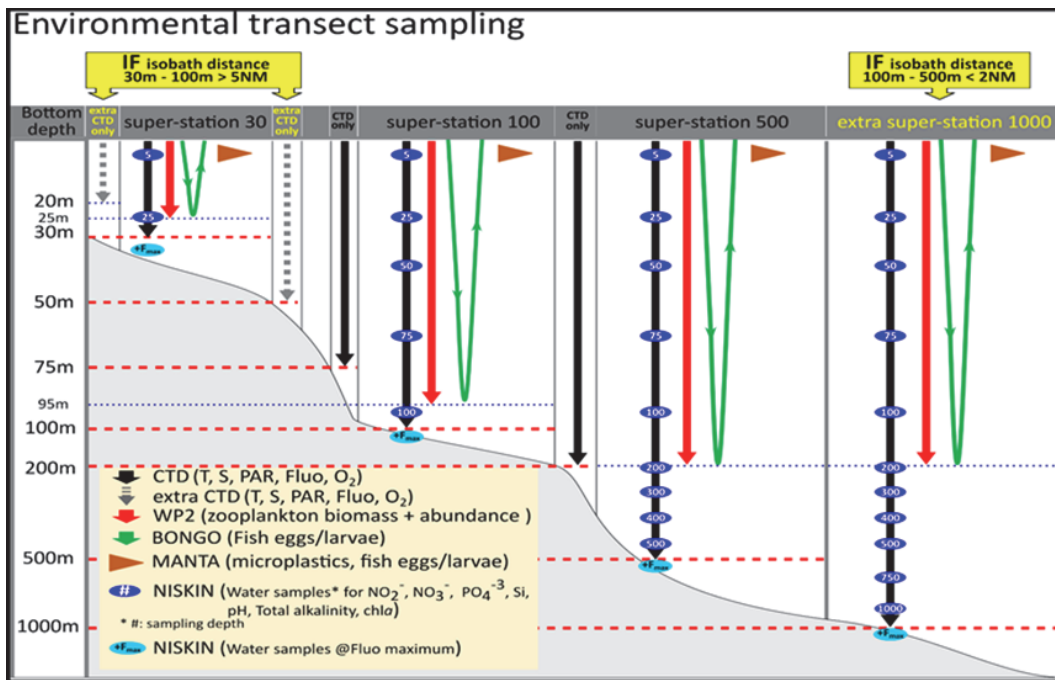 Environmental transect sampling
IF isobath distance
30m - 100m > 5NM
IF isobath distance
100m - 500m < 2NM
Bottom
depth
extra
CTD
only
super-station 30
extra
CTD
only
CTD
only
super-station 100
CTD
only
super-station 500
extra super-station 1000
5
5
5
5
20m
25m
25
25
25
25
30m
+Fmax
50
50
50
50m
75
75
75
75m
95m
100
100
100
100m
+Fmax
200m
200
200
300
300
400
400
500
500
500m
+Fmax
750
1000
1000m
+Fmax
CTD (T, S, PAR, Fluo, O₂)
extra CTD (T, S, PAR, Fluo, O₂)
WP2 (zooplankton biomass + abundance )
BONGO (Fish eggs/larvae)
MANTA (microplastics, fish eggs/larvae)
# NISKIN (Water samples* for NO₂⁻, NO₃⁻, PO₄⁻³, Si,
pH, Total alkalinity, chla)
* #: sampling depth
+Fmax NISKIN (Water samples @Fluo maximum)